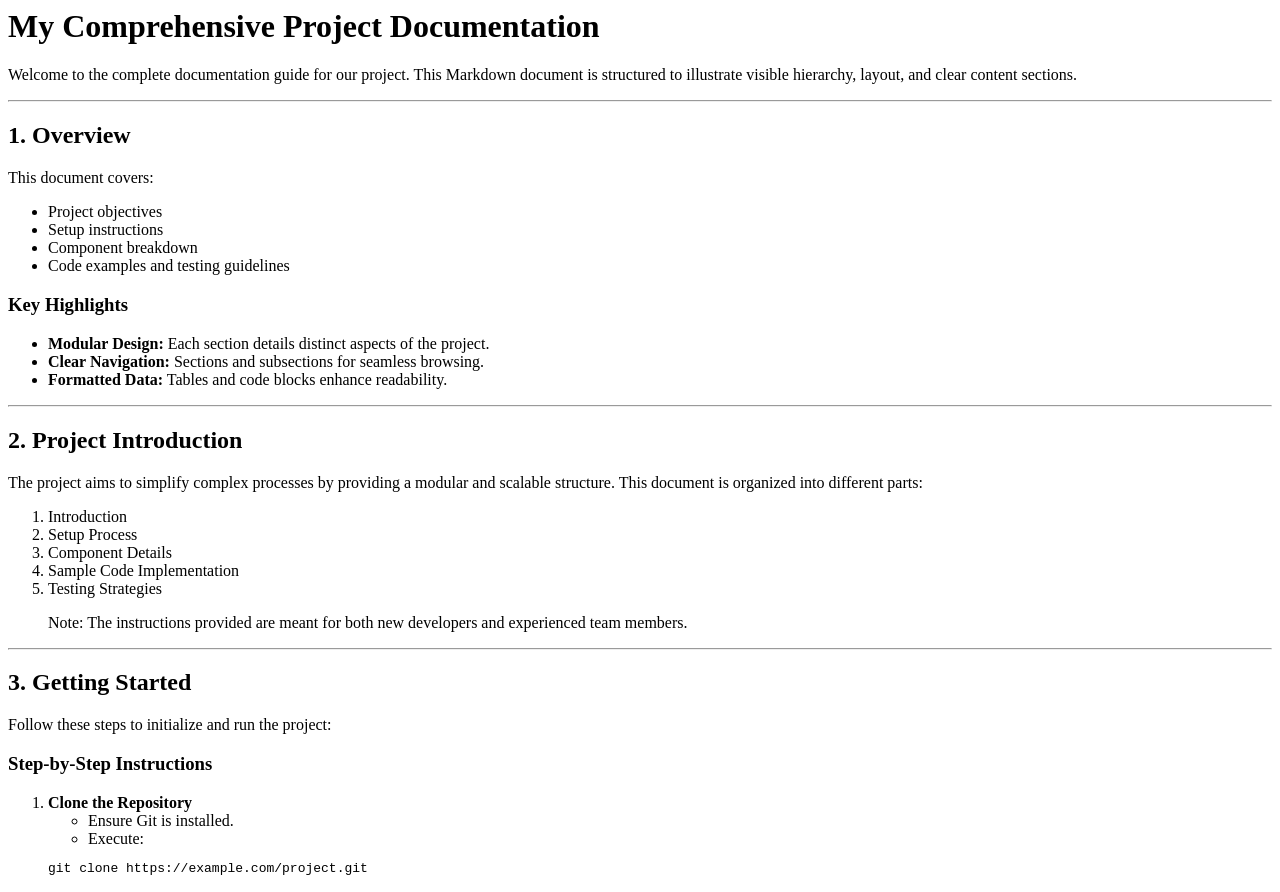 My Comprehensive Project Documentation
Welcome to the complete documentation guide for our project. This Markdown document is structured to illustrate visible hierarchy, layout, and clear content sections.
1. Overview
This document covers:
• Project objectives
• Setup instructions
• Component breakdown
• Code examples and testing guidelines
Key Highlights
• Modular Design: Each section details distinct aspects of the project.
• Clear Navigation: Sections and subsections for seamless browsing.
• Formatted Data: Tables and code blocks enhance readability.
2. Project Introduction
The project aims to simplify complex processes by providing a modular and scalable structure. This document is organized into different parts:
1. Introduction
2. Setup Process
3. Component Details
4. Sample Code Implementation
5. Testing Strategies
Note: The instructions provided are meant for both new developers and experienced team members.
3. Getting Started
Follow these steps to initialize and run the project:
Step-by-Step Instructions
1. Clone the Repository
◦ Ensure Git is installed.
◦ Execute:
git clone https://example.com/project.git